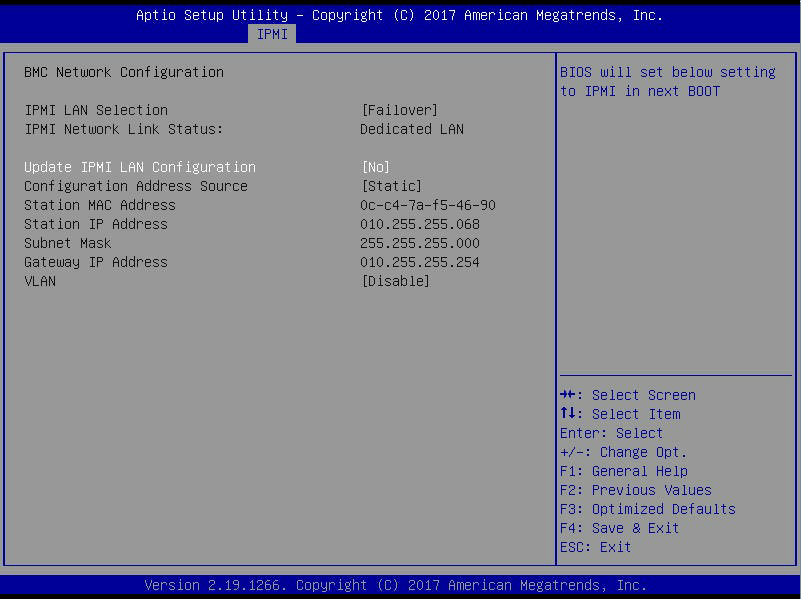 Aptio Setup Utility – Copyright (C) 2017 American Megatrends, Inc.
IPMI
BMC Network Configuration
IPMI LAN Selection [Failover]
IPMI Network Link Status: Dedicated LAN
Update IPMI LAN Configuration [No]
Configuration Address Source [Static]
Station MAC Address 0c-c4-7a-f5-46-90
Station IP Address 010.255.255.068
Subnet Mask 255.255.255.000
Gateway IP Address 010.255.255.254
VLAN [Disable]
BIOS will set below setting
to IPMI in next BOOT
→←: Select Screen
↑↓: Select Item
Enter: Select
+/-: Change Opt.
F1: General Help
F2: Previous Values
F3: Optimized Defaults
F4: Save & Exit
ESC: Exit
Version 2.19.1266. Copyright (C) 2017 American Megatrends, Inc.